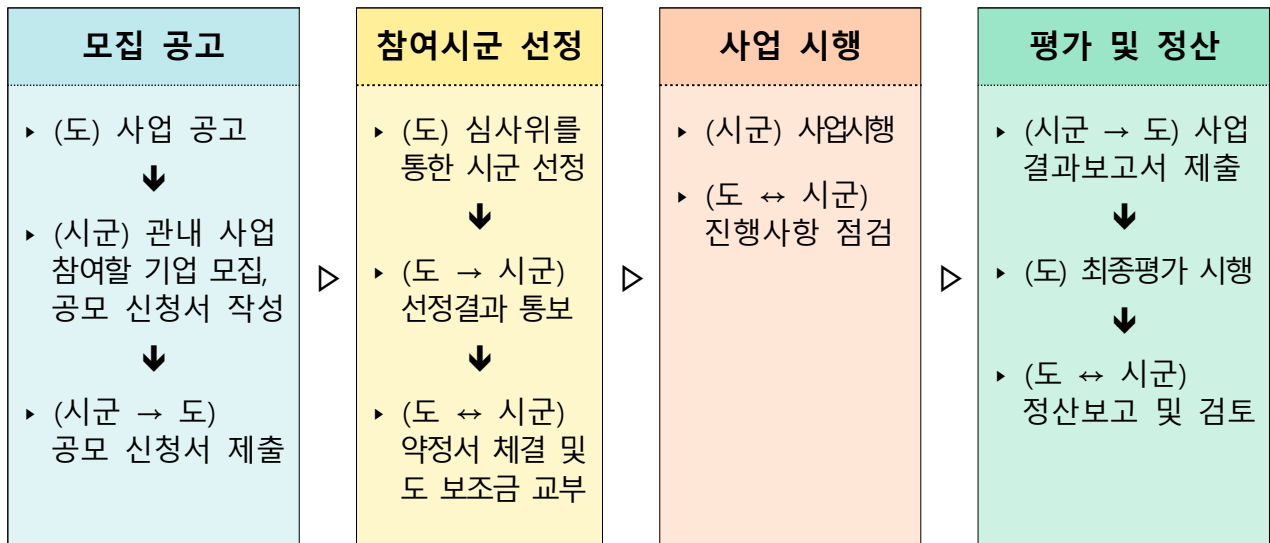 모집 공고
▸ (도) 사업 공고
🡻
▸ (시군) 관내 사업
참여할 기업 모집,
공모 신청서 작성
🡻
▸ (시군 → 도)
공모 신청서 제출
▷
참여시군 선정
▸ (도) 심사위를
통한 시군 선정
🡻
▸ (도 → 시군)
선정결과 통보
🡻
▸ (도 ↔ 시군)
약정서 체결 및
도 보조금 교부
▷
사업 시행
▸ (시군) 사업시행
▸ (도 ↔ 시군)
진행사항 점검
▷
평가 및 정산
▸ (시군 → 도) 사업
결과보고서 제출
🡻
▸ (도) 최종평가 시행
🡻
▸ (도 ↔ 시군)
정산보고 및 검토